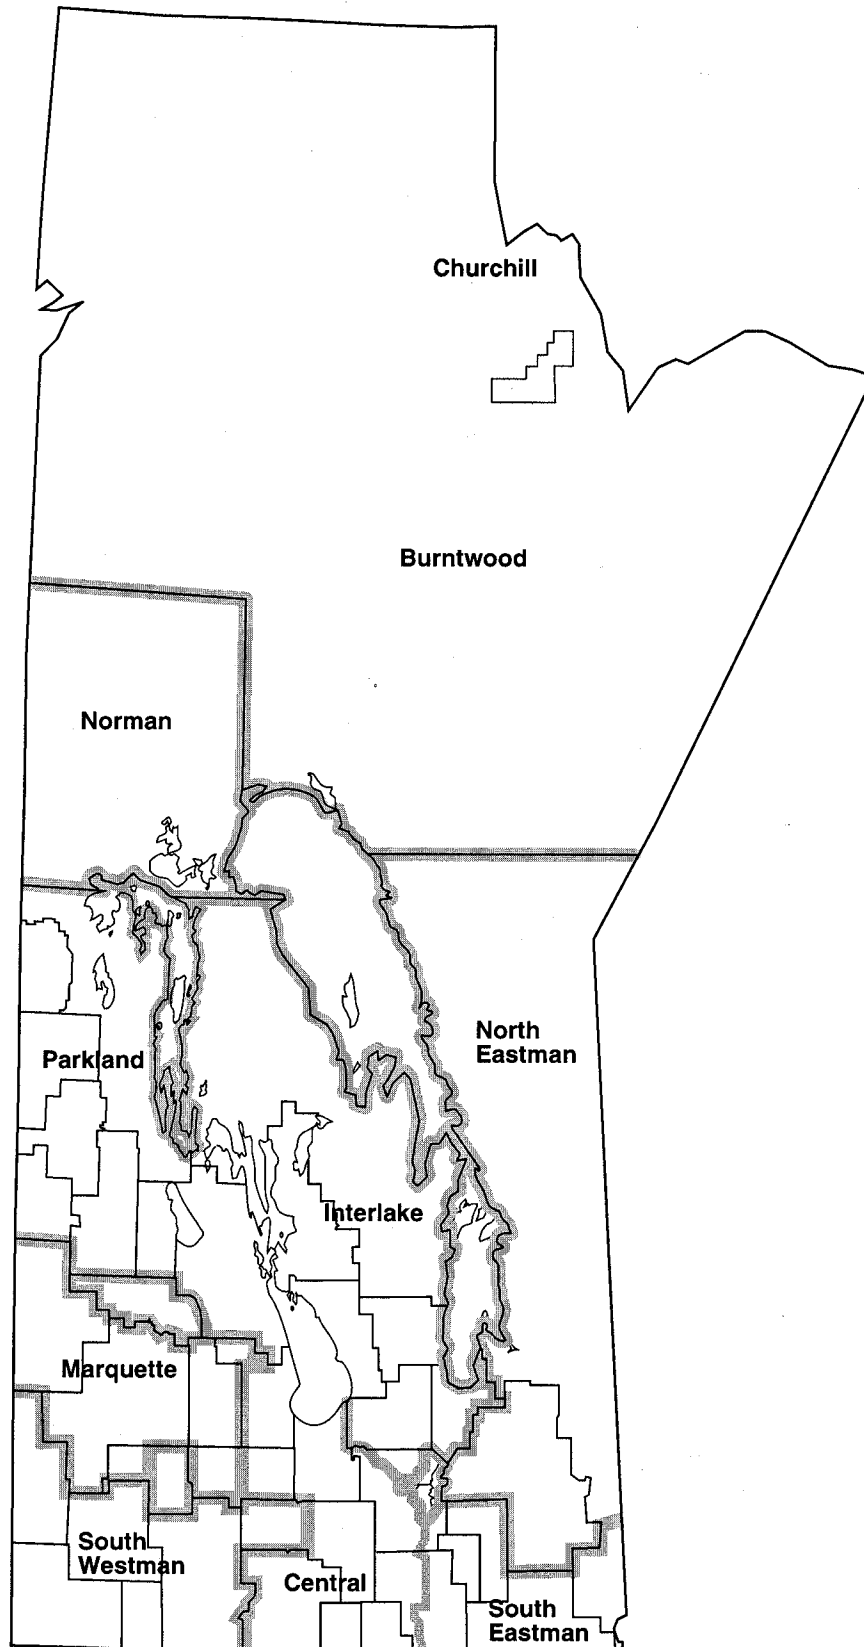 Churchill
Burntwood
Norman
North
Eastman
Parkland
Interlake
Marquette
South
Westman
Central
South
Eastman